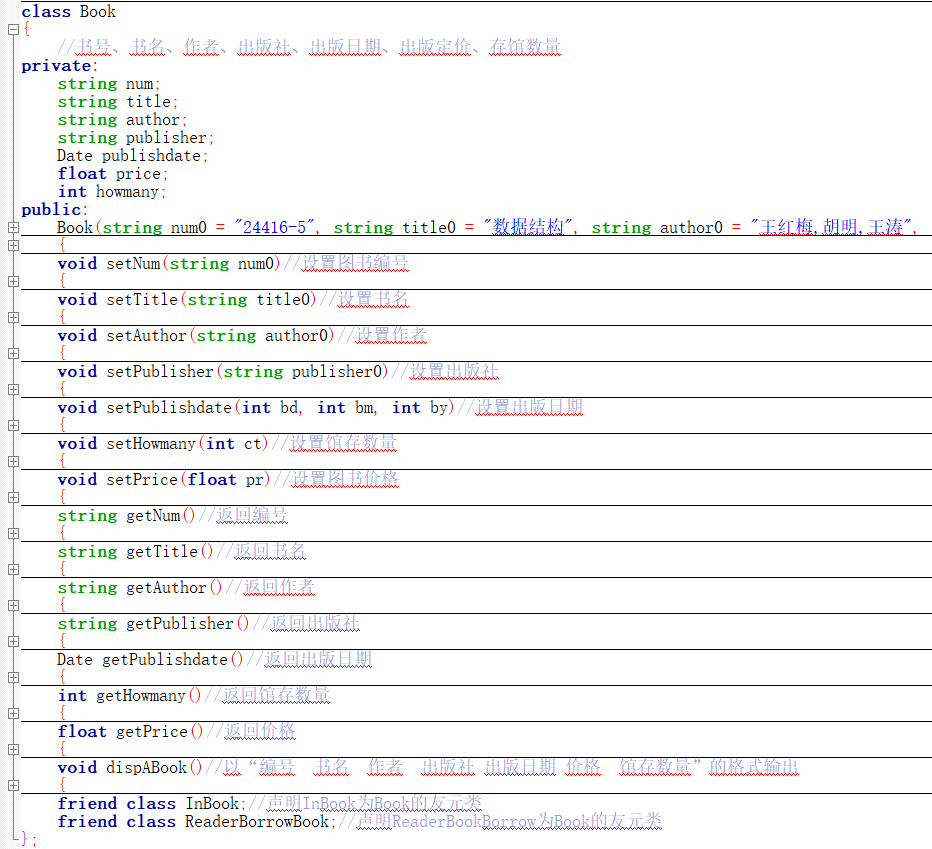 class Book
{
//书号、书名、作者、出版社、出版日期、出版定价、存馆数量
private:
string num;
string title;
string author;
string publisher;
Date publishdate;
float price;
int howmany;
public:
Book(string num0 = "24416-5", string title0 = "数据结构", string author0 = "王红梅,胡明,王涛",
{
void setNum(string num0)//设置图书编号
{
void setTitle(string title0)//设置书名
{
void setAuthor(string author0)//设置作者
{
void setPublisher(string publisher0)//设置出版社
{
void setPublishdate(int bd, int bm, int by)//设置出版日期
{
void setHowmany(int ct)//设置馆存数量
{
void setPrice(float pr)//设置图书价格
{
string getNum()//返回编号
{
string getTitle()//返回书名
{
string getAuthor()//返回作者
{
string getPublisher()//返回出版社
{
Date getPublishdate()//返回出版日期
{
int getHowmany()//返回馆存数量
{
float getPrice()//返回价格
{
void dispABook()//以“编号 书名 作者 出版社 出版日期 价格 馆存数量”的格式输出
{
friend class InBook;//声明InBook为Book的友元类
friend class ReaderBorrowBook;//声明ReaderBookBorrow为Book的友元类
};